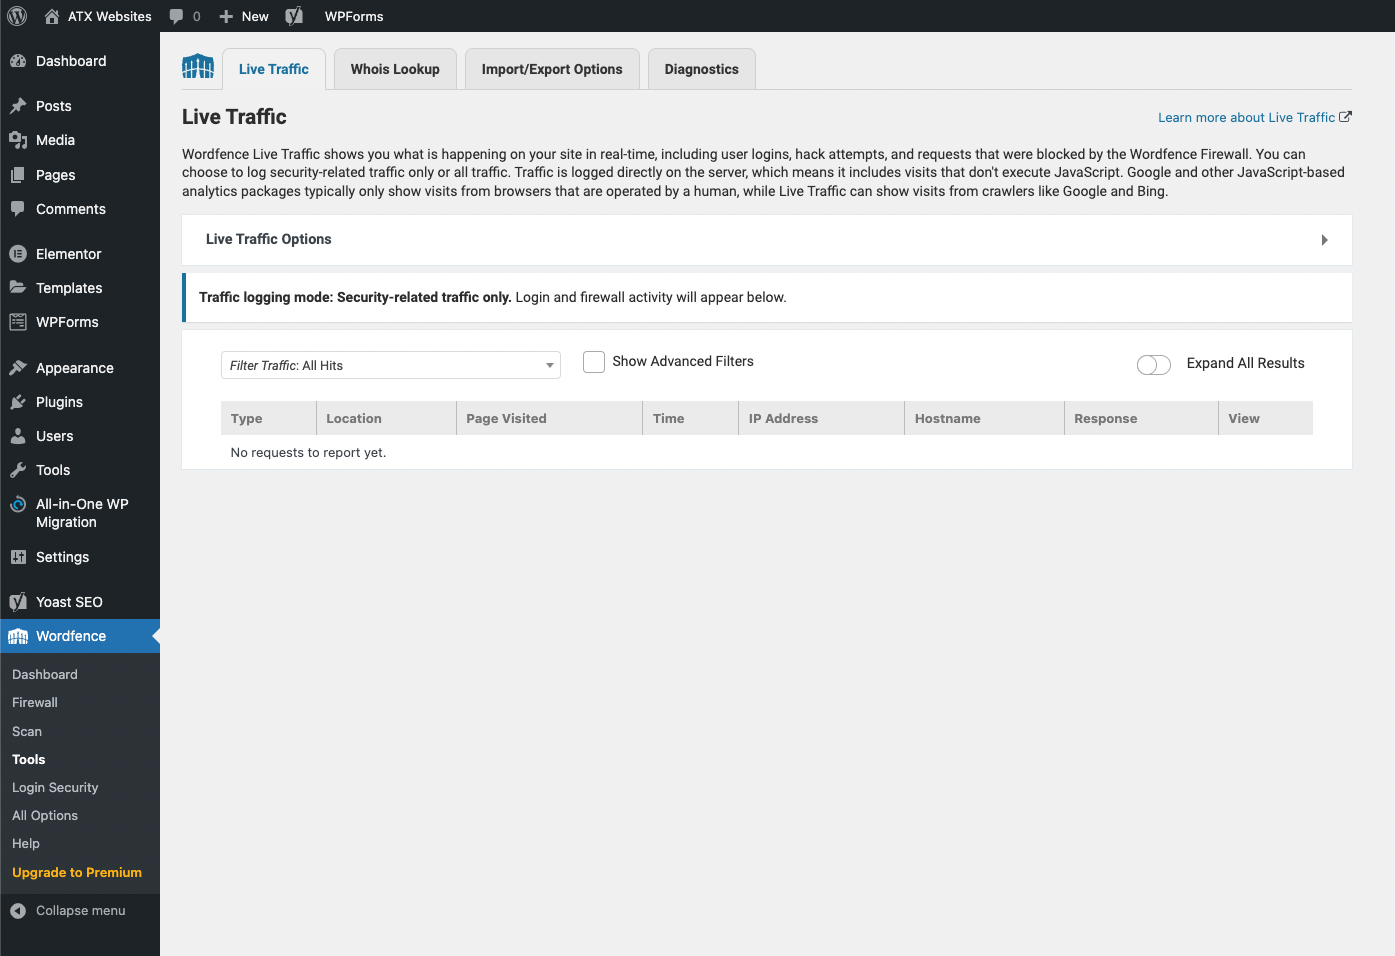 ATX Websites
0
New
WPForms
Dashboard
Posts
Media
Pages
Comments
Elementor
Templates
WPForms
Appearance
Plugins
Users
Tools
All-in-One WP
Migration
Settings
Yoast SEO
Wordfence
Dashboard
Firewall
Scan
Tools
Login Security
All Options
Help
Upgrade to Premium
Collapse menu
Live Traffic
Whois Lookup
Import/Export Options
Diagnostics
Live Traffic
Learn more about Live Traffic
Wordfence Live Traffic shows you what is happening on your site in real-time, including user logins, hack attempts, and requests that were blocked by the Wordfence Firewall. You can
choose to log security-related traffic only or all traffic. Traffic is logged directly on the server, which means it includes visits that don't execute JavaScript. Google and other JavaScript-based
analytics packages typically only show visits from browsers that are operated by a human, while Live Traffic can show visits from crawlers like Google and Bing.
Live Traffic Options
Traffic logging mode: Security-related traffic only. Login and firewall activity will appear below.
Filter Traffic: All Hits
Show Advanced Filters
Expand All Results
Type
Location
Page Visited
Time
IP Address
Hostname
Response
View
No requests to report yet.